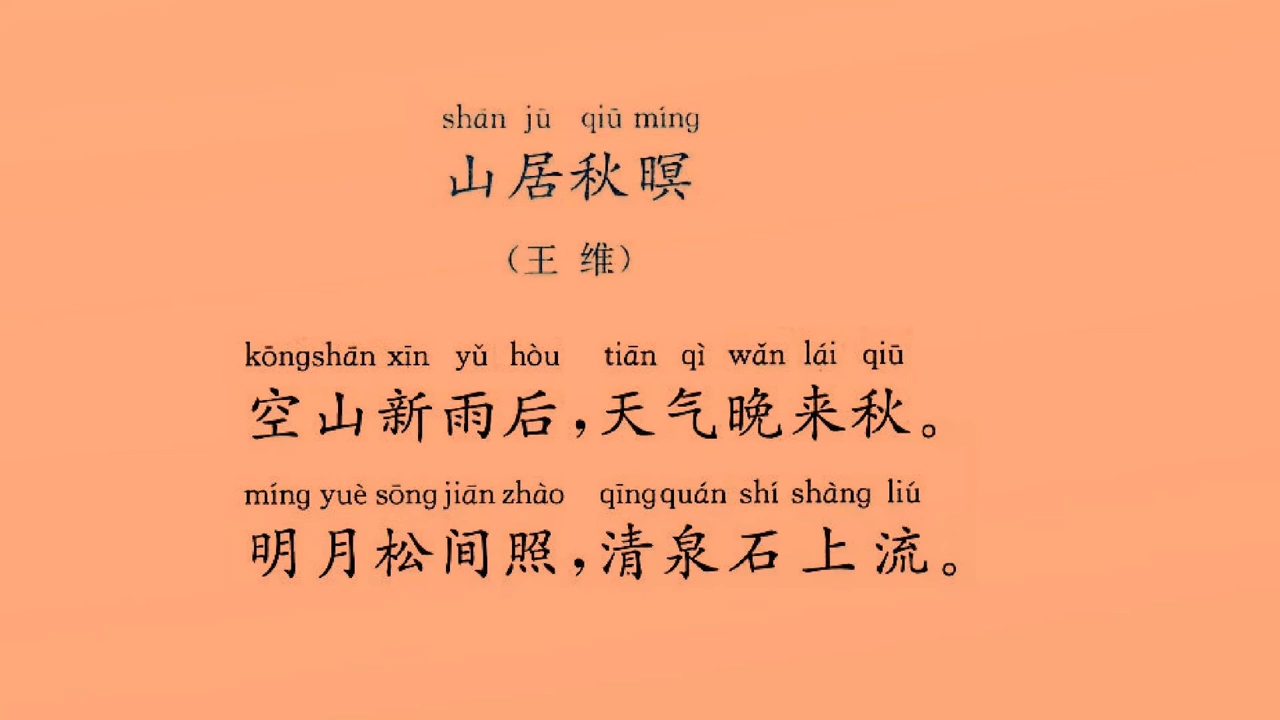 shān jū qiū míng
山居秋暝
（王 维）
kōngshān xīn yǔ hòu tiān qì wǎn lái qiū
空山新雨后，天气晚来秋。
míng yuè sōng jiān zhào qīngquán shí shàng liú
明月松间照，清泉石上流。